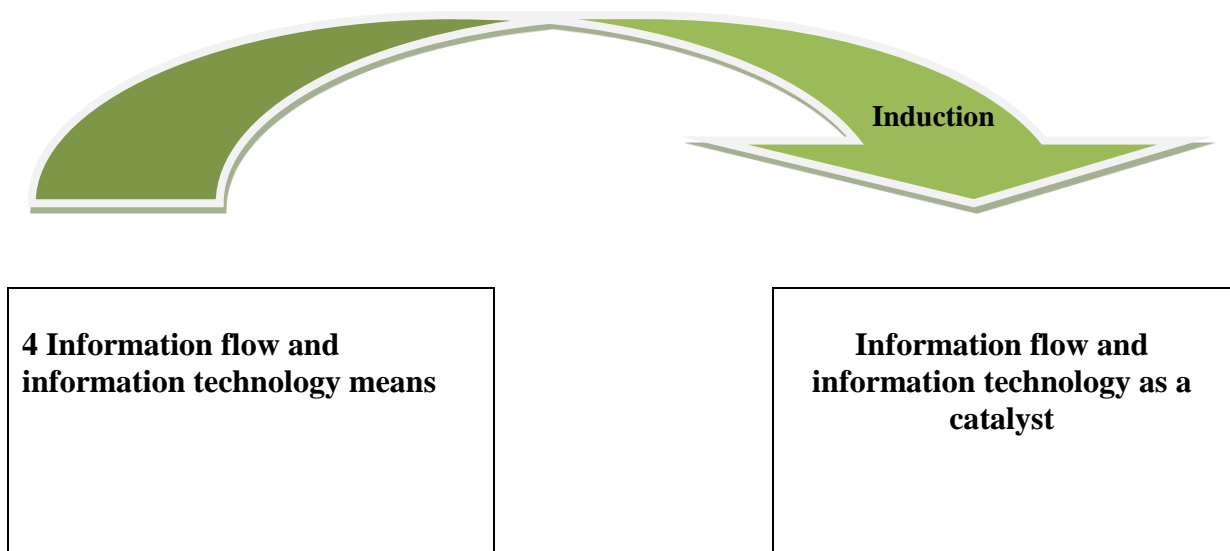 Induction
4 Information flow and
information technology means
Information flow and
information technology as a
catalyst